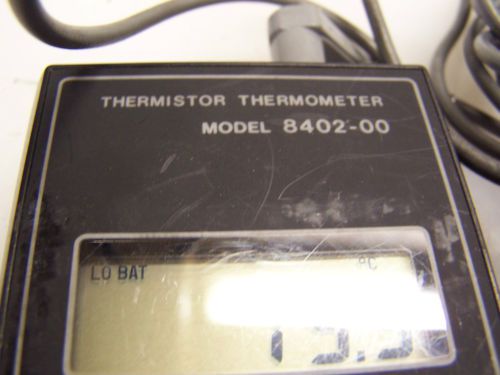 THERMISTOR THERMOMETER
MODEL 8402-00
LO BAT °C